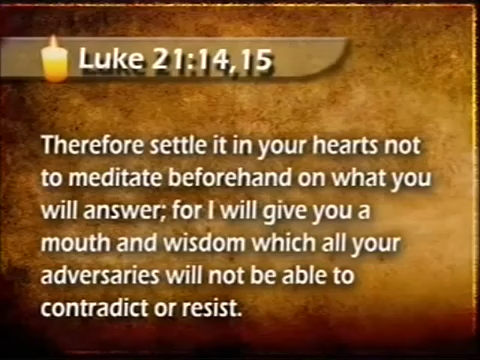 Luke 21:14,15
Therefore settle it in your hearts not
to meditate beforehand on what you
will answer; for I will give you a
mouth and wisdom which all your
adversaries will not be able to
contradict or resist.